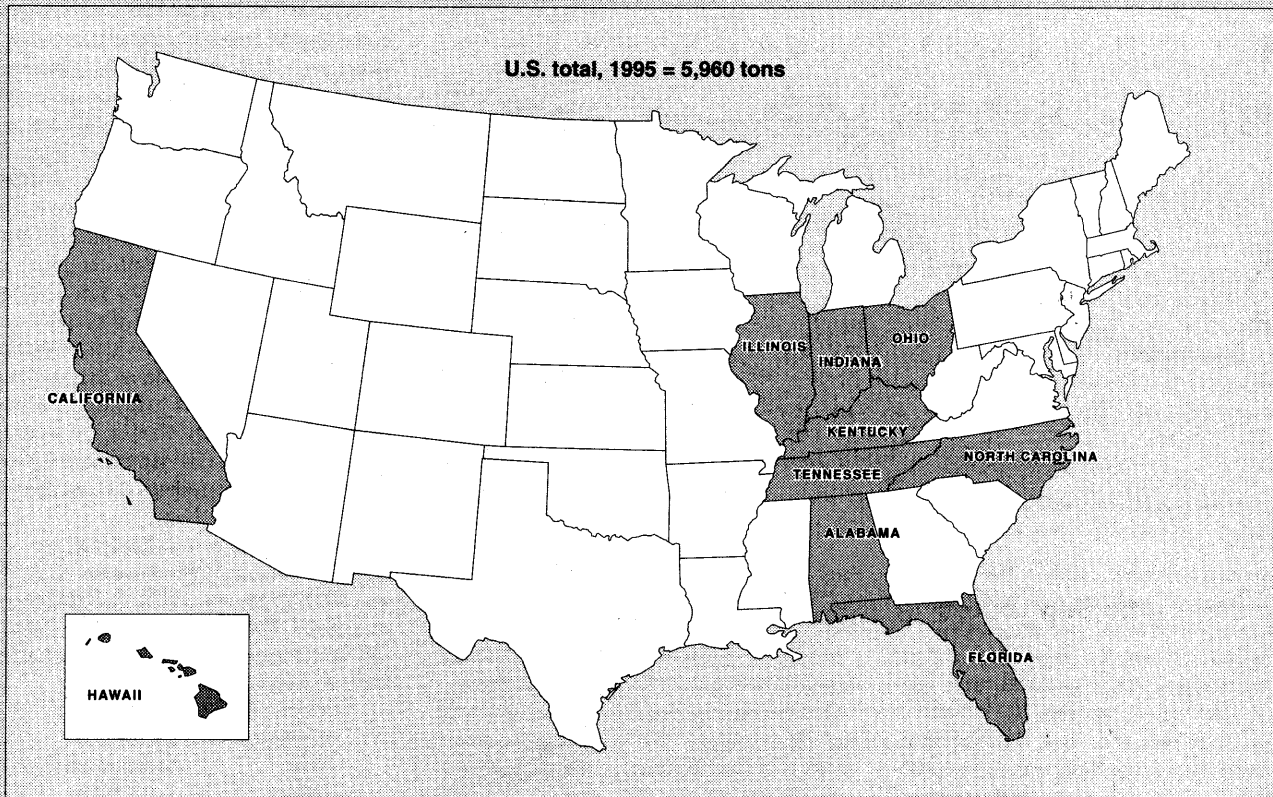 U.S. total, 1995 = 5,960 tons
OHIO
ILLINOIS
INDIANA
CALIFORNIA
KENTUCKY
NORTH CAROLINA
TENNESSEE
ALABAMA
FLORIDA
HAWAII